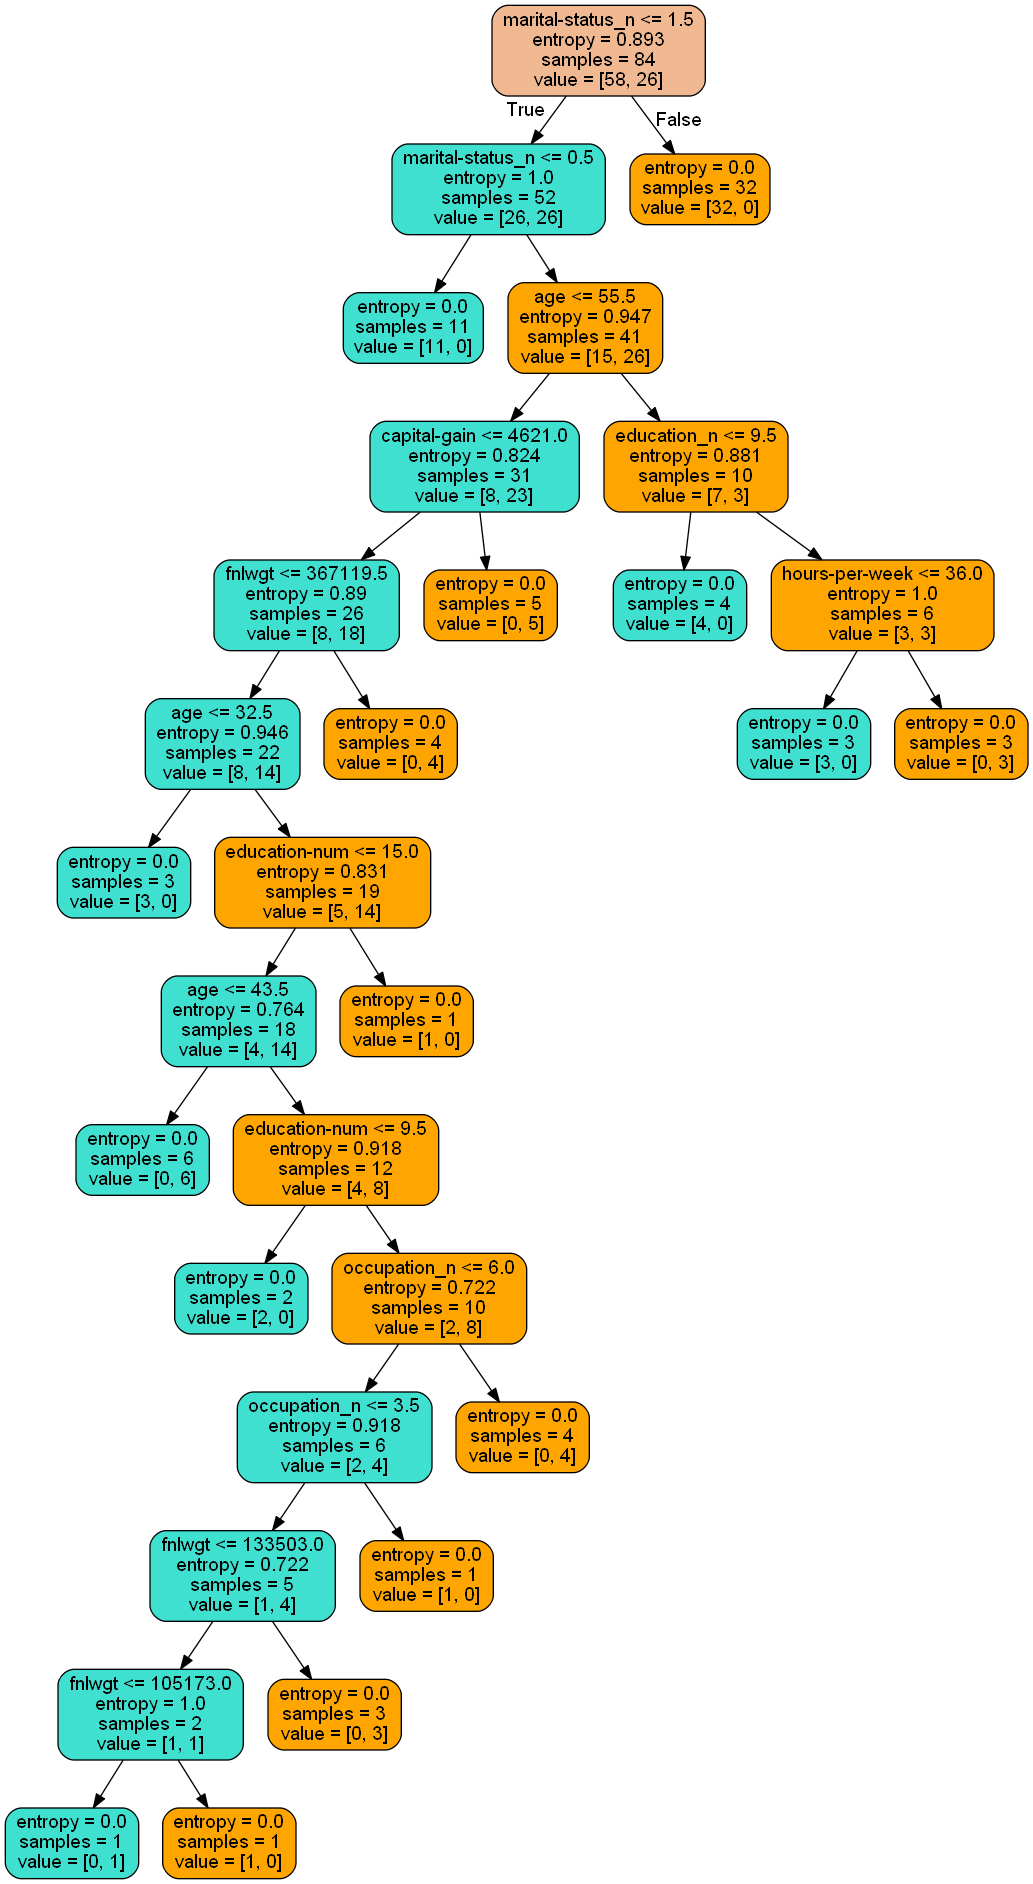 marital-status_n <= 1.5
entropy = 0.893
samples = 84
value = [58, 26]
True
False
marital-status_n <= 0.5
entropy = 1.0
samples = 52
value = [26, 26]
entropy = 0.0
samples = 32
value = [32, 0]
entropy = 0.0
samples = 11
value = [11, 0]
age <= 55.5
entropy = 0.947
samples = 41
value = [15, 26]
capital-gain <= 4621.0
entropy = 0.824
samples = 31
value = [8, 23]
education_n <= 9.5
entropy = 0.881
samples = 10
value = [7, 3]
fnlwgt <= 367119.5
entropy = 0.89
samples = 26
value = [8, 18]
entropy = 0.0
samples = 5
value = [0, 5]
entropy = 0.0
samples = 4
value = [4, 0]
hours-per-week <= 36.0
entropy = 1.0
samples = 6
value = [3, 3]
age <= 32.5
entropy = 0.946
samples = 22
value = [8, 14]
entropy = 0.0
samples = 4
value = [0, 4]
entropy = 0.0
samples = 3
value = [3, 0]
entropy = 0.0
samples = 3
value = [0, 3]
entropy = 0.0
samples = 3
value = [3, 0]
education-num <= 15.0
entropy = 0.831
samples = 19
value = [5, 14]
age <= 43.5
entropy = 0.764
samples = 18
value = [4, 14]
entropy = 0.0
samples = 1
value = [1, 0]
entropy = 0.0
samples = 6
value = [0, 6]
education-num <= 9.5
entropy = 0.918
samples = 12
value = [4, 8]
entropy = 0.0
samples = 2
value = [2, 0]
occupation_n <= 6.0
entropy = 0.722
samples = 10
value = [2, 8]
occupation_n <= 3.5
entropy = 0.918
samples = 6
value = [2, 4]
entropy = 0.0
samples = 4
value = [0, 4]
fnlwgt <= 133503.0
entropy = 0.722
samples = 5
value = [1, 4]
entropy = 0.0
samples = 1
value = [1, 0]
fnlwgt <= 105173.0
entropy = 1.0
samples = 2
value = [1, 1]
entropy = 0.0
samples = 3
value = [0, 3]
entropy = 0.0
samples = 1
value = [0, 1]
entropy = 0.0
samples = 1
value = [1, 0]